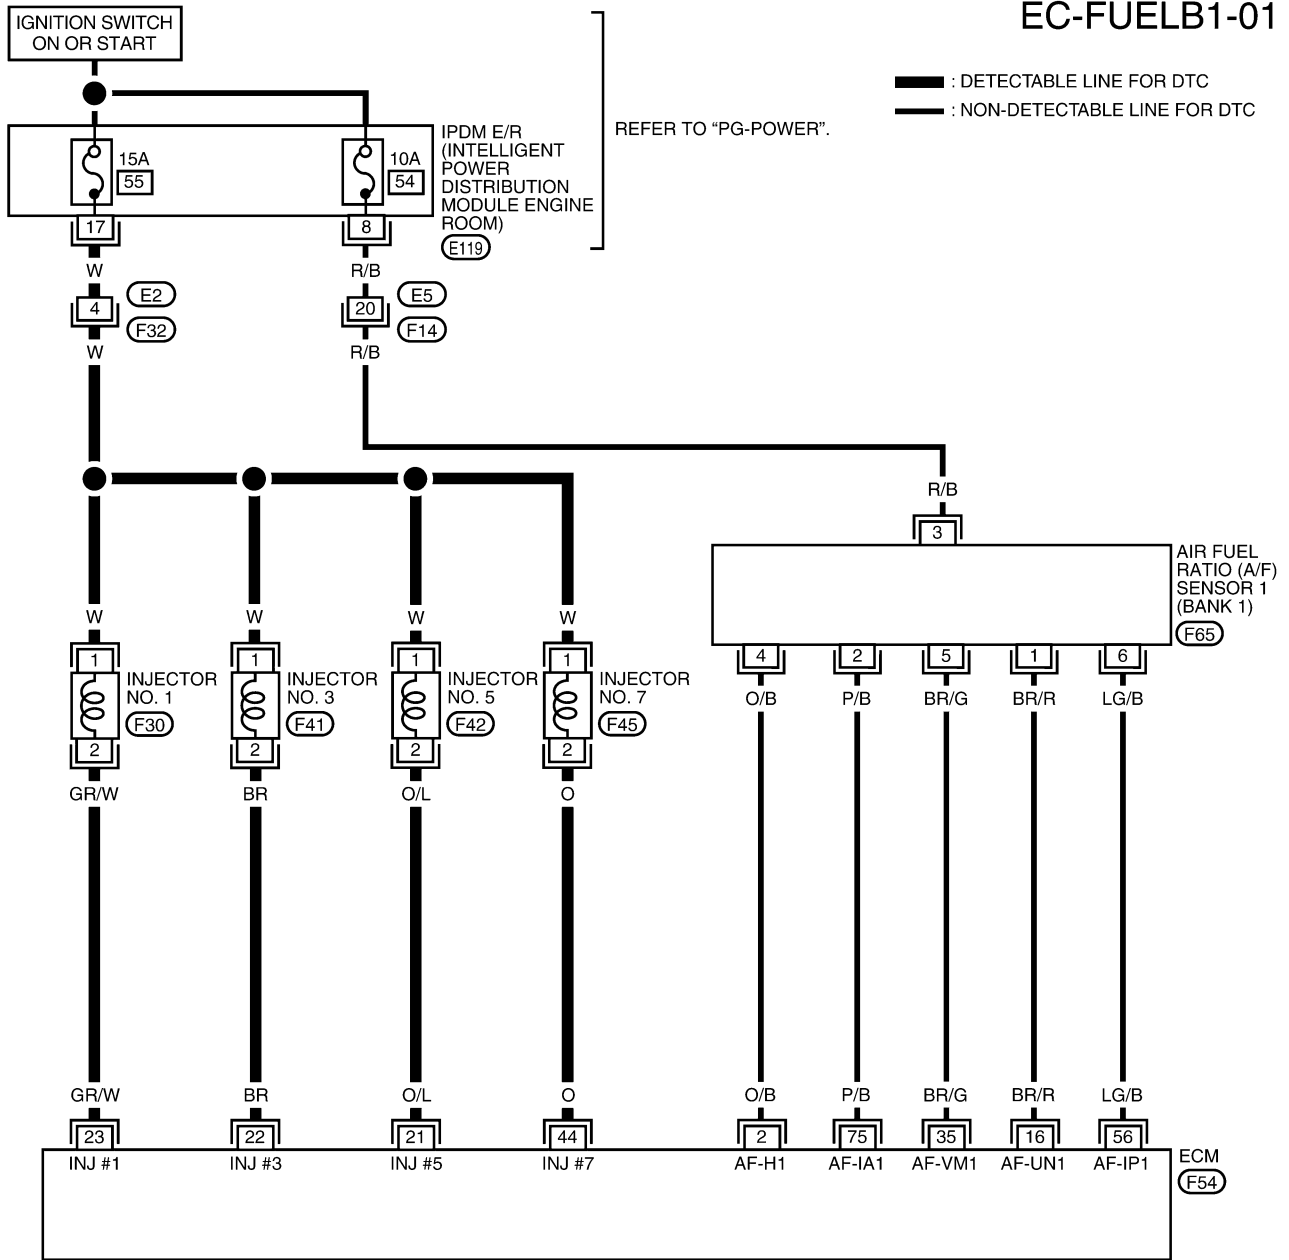 EC-FUELB1-01
IGNITION SWITCH
ON OR START
: DETECTABLE LINE FOR DTC
: NON-DETECTABLE LINE FOR DTC
REFER TO “PG-POWER”.
15A
55
10A
54
IPDM E/R
(INTELLIGENT
POWER
DISTRIBUTION
MODULE ENGINE
ROOM)
E119
17
8
W
R/B
4
E2
F32
20
E5
F14
W
R/B
R/B
3
AIR FUEL
RATIO (A/F)
SENSOR 1
(BANK 1)
F65
W
W
W
W
1
INJECTOR
NO. 1
F30
2
1
INJECTOR
NO. 3
F41
2
1
INJECTOR
NO. 5
F42
2
1
INJECTOR
NO. 7
F45
2
4
2
5
1
6
O/B
P/B
BR/G
BR/R
LG/B
GR/W
BR
O/L
O
GR/W
BR
O/L
O
O/B
P/B
BR/G
BR/R
LG/B
23
22
21
44
2
75
35
16
56
INJ #1
INJ #3
INJ #5
INJ #7
AF-H1
AF-IA1
AF-VM1
AF-UN1
AF-IP1
ECM
F54